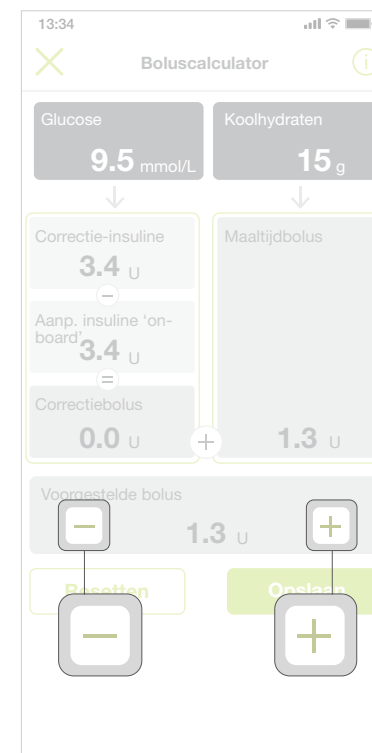 13:34
Boluscalculator
Glucose
9.5 mmol/L
Koolhydraten
15 g
Correctie-insuline
3.4 U
Aanp. insuline ‘on-
board’
3.4 U
Correctiebolus
0.0 U
Maaltijdbolus
1.3 U
Voorgestelde bolus
1.3 U
Resetten
Opslaan